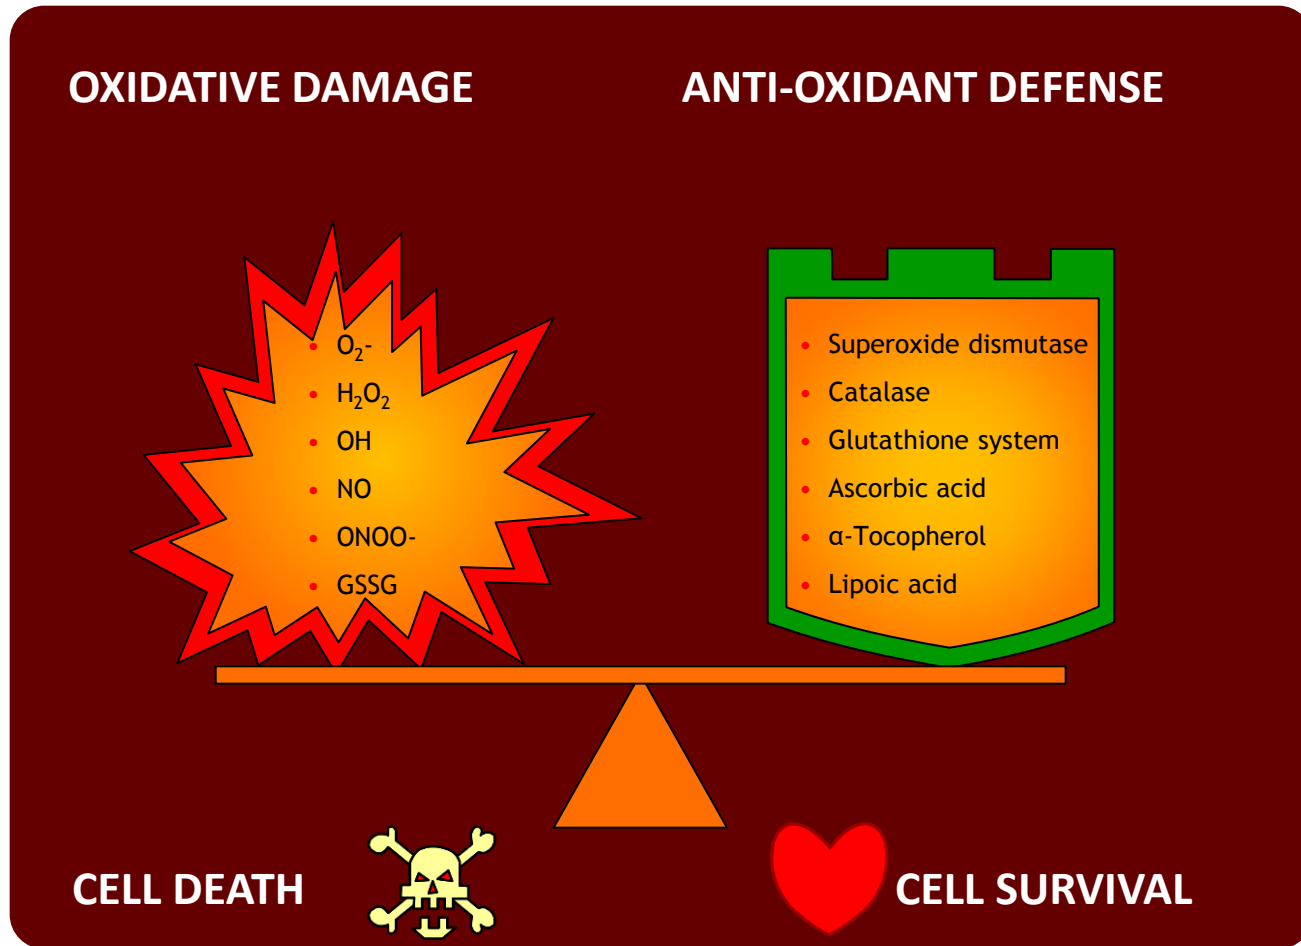 OXIDATIVE DAMAGE
ANTI-OXIDANT DEFENSE
• O₂-
• H₂O₂
• OH
• NO
• ONOO-
• GSSG
• Superoxide dismutase
• Catalase
• Glutathione system
• Ascorbic acid
• α-Tocopherol
• Lipoic acid
CELL DEATH
CELL SURVIVAL